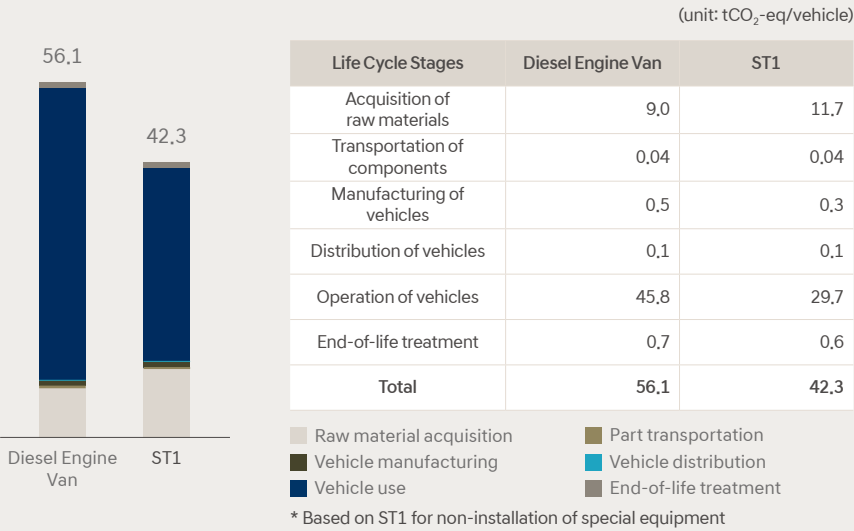 (unit: tCO₂-eq/vehicle)
56.1
42.3
Diesel Engine
Van
ST1
Life Cycle Stages Diesel Engine Van ST1
Acquisition of
raw materials 9.0 11.7
Transportation of
components 0.04 0.04
Manufacturing of
vehicles 0.5 0.3
Distribution of vehicles 0.1 0.1
Operation of vehicles 45.8 29.7
End-of-life treatment 0.7 0.6
Total 56.1 42.3
Raw material acquisition Part transportation
Vehicle manufacturing Vehicle distribution
Vehicle use End-of-life treatment
* Based on ST1 for non-installation of special equipment